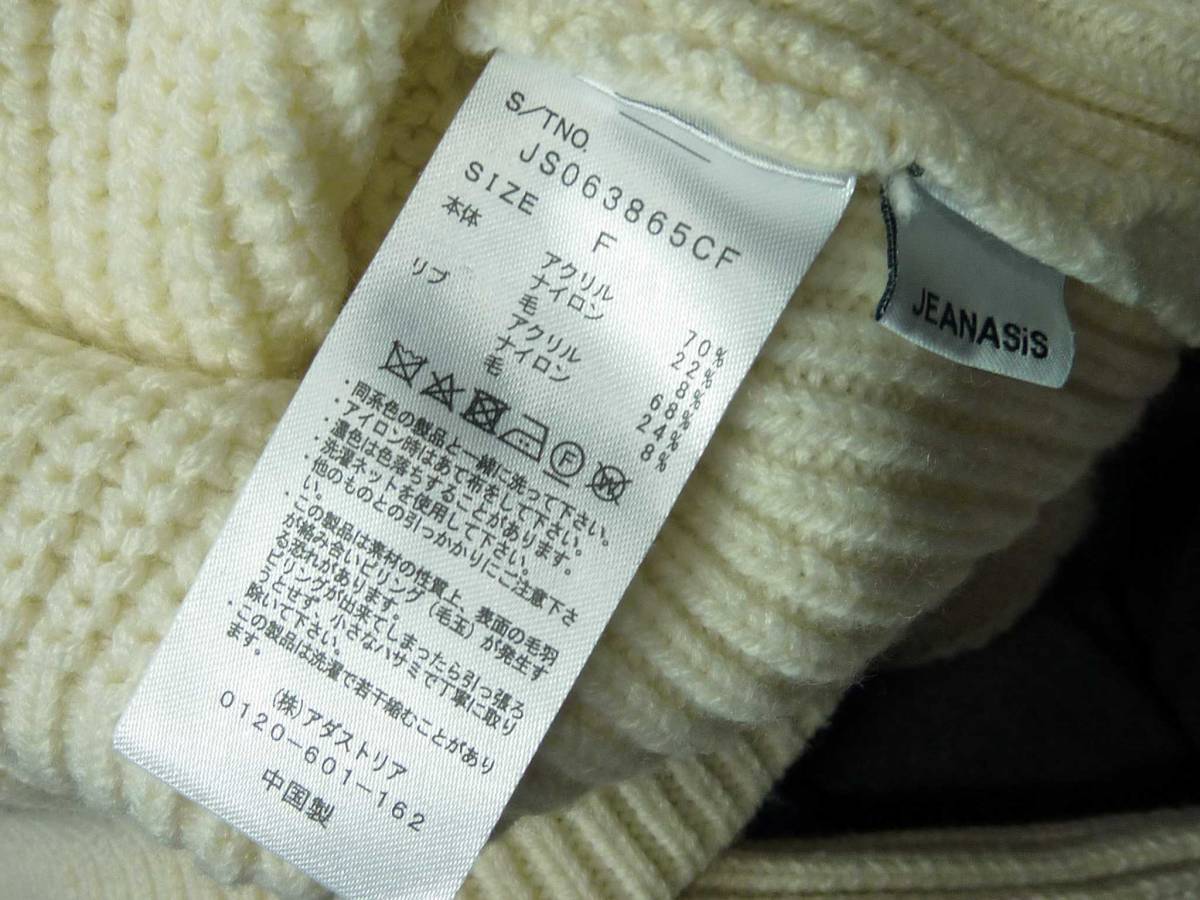 S/TNO.
JS063865CF
SIZE
F
本体
アクリル 70%
ナイロン 22%
毛 8%
リブ
アクリル 68%
ナイロン 24%
毛 8%
F
W
・同系色の製品と一緒に洗って下さい。
・アイロン時はあて布をして下さい。
・濃色は色落ちすることがあります。
・洗濯ネットを使用して下さい。
・他のものとの引っかかりにご注意下さ
い。
・この製品は素材の性質上、表面の毛羽
が絡み合いピリング(毛玉)が発生す
る恐れがあります。
ピリングが出来てしまったら引っ張ろ
うとせず、小さなハサミで丁寧に取り
除いて下さい。
・この製品は洗濯で若干縮むことがあり
ます。
(株)アダストリア
0120-601-162
中国製
JEANASiS